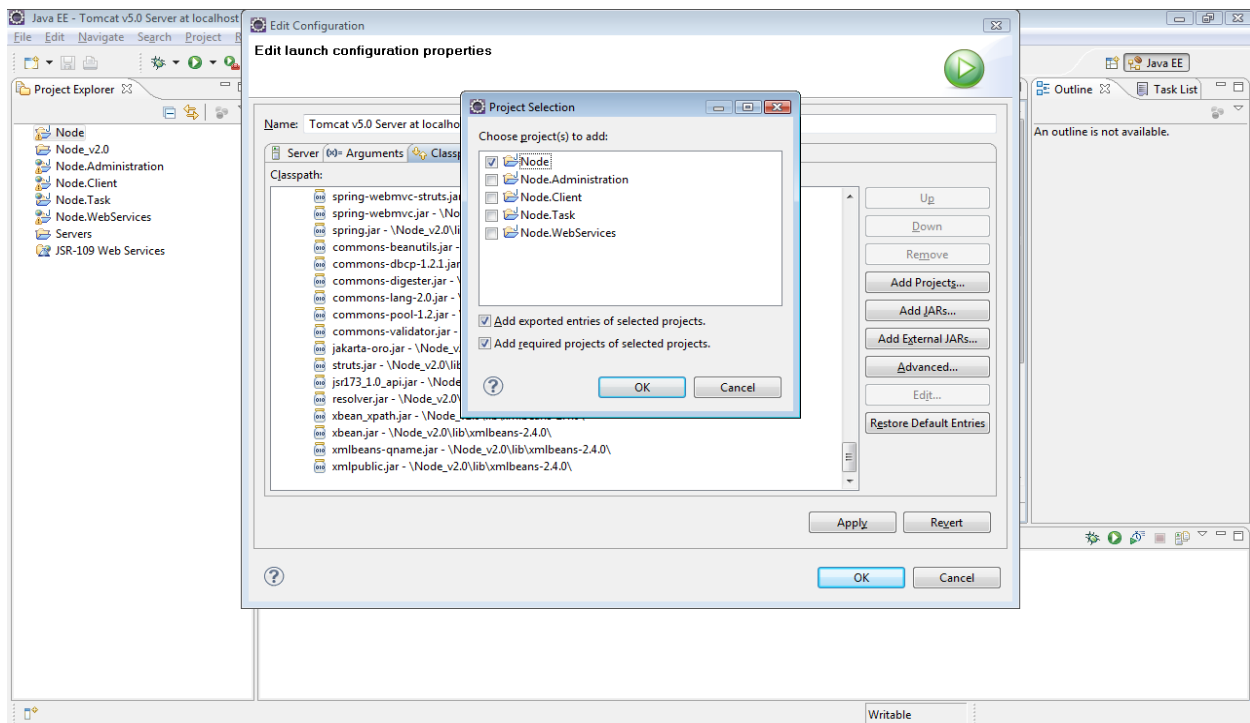 Java EE - Tomcat v5.0 Server at localhost
File Edit Navigate Search Project R
Java EE
Project Explorer
Node
Node_v2.0
Node.Administration
Node.Client
Node.Task
Node.WebServices
Servers
JSR-109 Web Services
Edit Configuration
Edit launch configuration properties
Name: Tomcat v5.0 Server at localho
Server (x)= Arguments Classp
Classpath:
spring-webmvc-struts.jar
spring-webmvc.jar - \No
spring.jar - \Node_v2.0\li
commons-beanutils.jar -
commons-dbcp-1.2.1.jar
commons-digester.jar - \
commons-lang-2.0.jar - \
commons-pool-1.2.jar - \
commons-validator.jar -
jakarta-oro.jar - \Node_v.
struts.jar - \Node_v2.0\lib
jsr173_1.0_api.jar - \Node
resolver.jar - \Node_v2.0\
xbean_xpath.jar - \Node_v2.0\lib\xmlbeans-2.4.0\
xbean.jar - \Node_v2.0\lib\xmlbeans-2.4.0\
xmlbeans-qname.jar - \Node_v2.0\lib\xmlbeans-2.4.0\
xmlpublic.jar - \Node_v2.0\lib\xmlbeans-2.4.0\
Up
Down
Remove
Add Projects...
Add JARs...
Add External JARs...
Advanced...
Edit...
Restore Default Entries
Apply
Revert
OK
Cancel
Project Selection
Choose project(s) to add:
Node
Node.Administration
Node.Client
Node.Task
Node.WebServices
Add exported entries of selected projects.
Add required projects of selected projects.
OK
Cancel
Outline
Task List
An outline is not available.
Writable